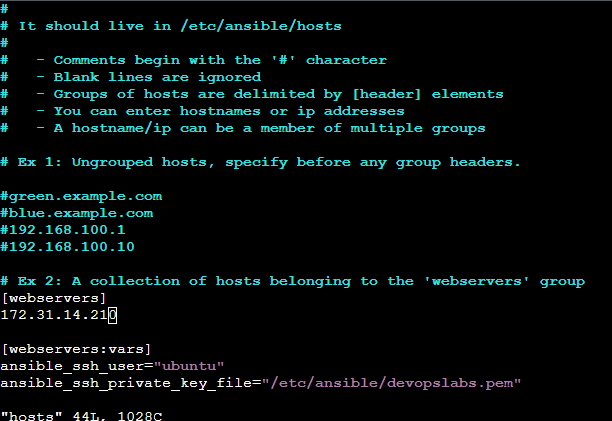 #
# It should live in /etc/ansible/hosts
#
#   - Comments begin with the '#' character
#   - Blank lines are ignored
#   - Groups of hosts are delimited by [header] elements
#   - You can enter hostnames or ip addresses
#   - A hostname/ip can be a member of multiple groups
# Ex 1: Ungrouped hosts, specify before any group headers.
#green.example.com
#blue.example.com
#192.168.100.1
#192.168.100.10
# Ex 2: A collection of hosts belonging to the 'webservers' group
[webservers]
172.31.14.210
[webservers:vars]
ansible_ssh_user="ubuntu"
ansible_ssh_private_key_file="/etc/ansible/devopslabs.pem"
"hosts" 44L, 1028C